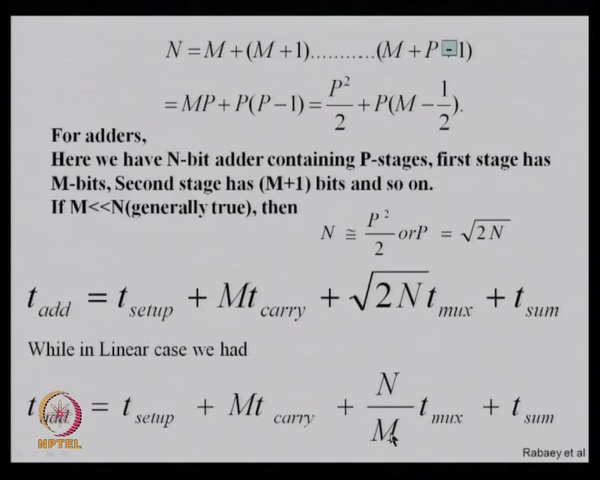 N = M + (M + 1)...........(M + P - 1)
= MP + P(P − 1) = P²/2 + P(M − 1/2).
For adders,
Here we have N-bit adder containing P-stages, first stage has
M-bits, Second stage has (M+1) bits and so on.
If M<<N(generally true), then
N ≅ P²/2 or P = √2N
t_add = t_setup + Mt_carry + √2N t_mux + t_sum
While in Linear case we had
t_add = t_setup + Mt_carry + N/M t_mux + t_sum
NPTEL
Rabaey et al